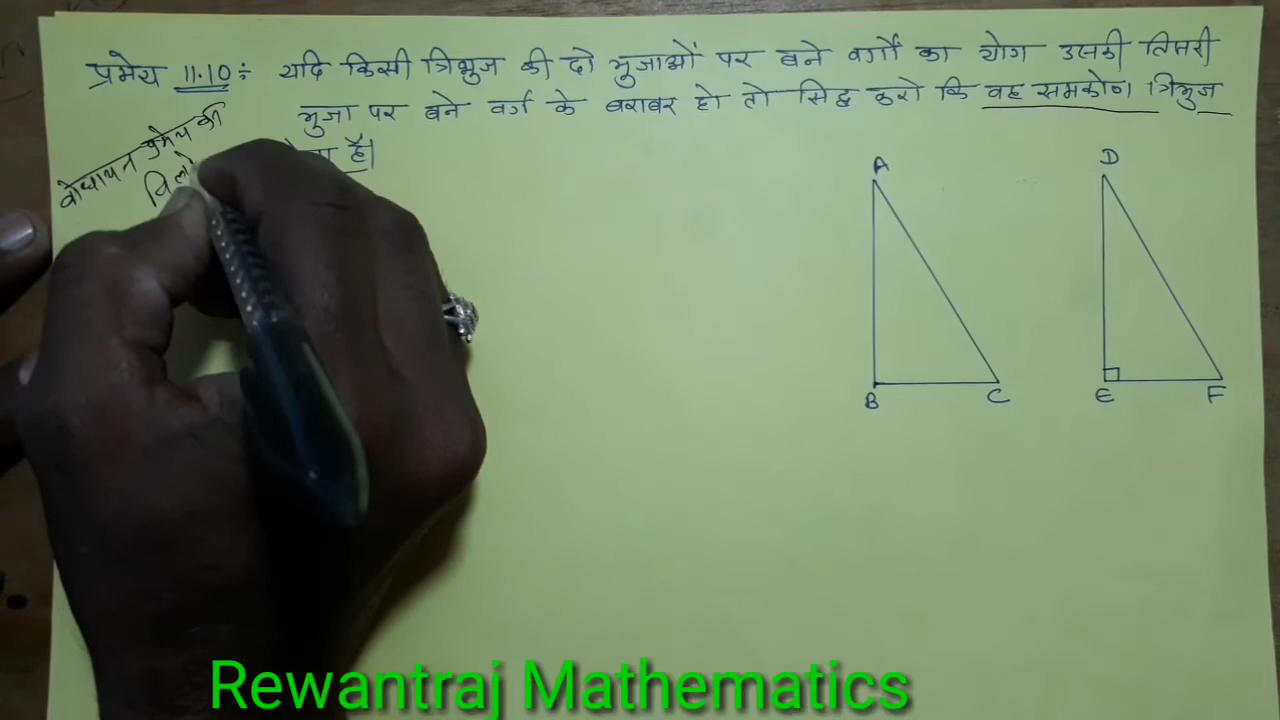 प्रमेय 11.10 ÷ यदि किसी त्रिभुज की दो भुजाओं पर बने वर्गों का योग उसकी तिसरी
भुजा पर बने वर्ग के बराबर हो तो सिद्ध करो कि वह समकोण त्रिभुज
है।
बोधायन प्रमेय की
A
D
B
C
E
F
Rewantraj Mathematics